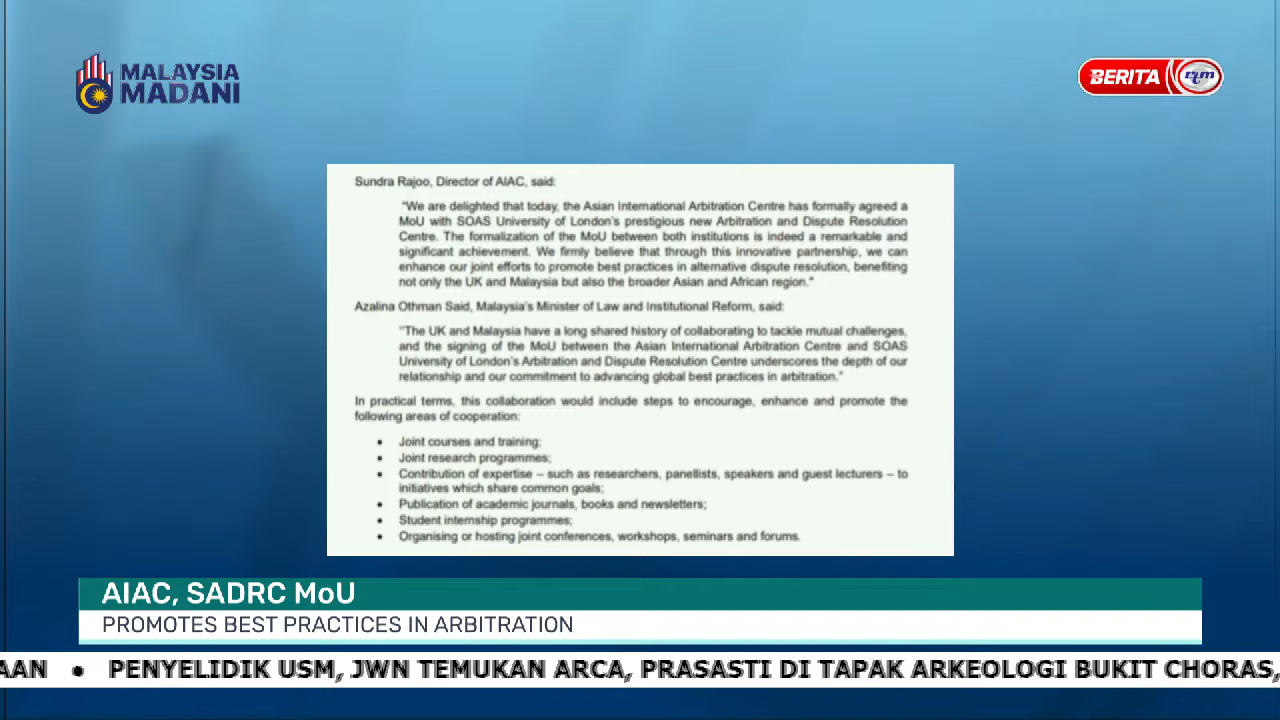 MALAYSIA
MADANI
BERITA rtm
Sundra Rajoo, Director of AIAC, said:
"We are delighted that today, the Asian International Arbitration Centre has formally agreed a
MoU with SOAS University of London's prestigious new Arbitration and Dispute Resolution
Centre. The formalization of the MoU between both institutions is indeed a remarkable and
significant achievement. We firmly believe that through this innovative partnership, we can
enhance our joint efforts to promote best practices in alternative dispute resolution, benefiting
not only the UK and Malaysia but also the broader Asian and African region."
Azalina Othman Said, Malaysia's Minister of Law and Institutional Reform, said:
"The UK and Malaysia have a long shared history of collaborating to tackle mutual challenges,
and the signing of the MoU between the Asian International Arbitration Centre and SOAS
University of London's Arbitration and Dispute Resolution Centre underscores the depth of our
relationship and our commitment to advancing global best practices in arbitration."
In practical terms, this collaboration would include steps to encourage, enhance and promote the
following areas of cooperation:
• Joint courses and training;
• Joint research programmes;
• Contribution of expertise – such as researchers, panellists, speakers and guest lecturers – to
initiatives which share common goals;
• Publication of academic journals, books and newsletters;
• Student internship programmes;
• Organising or hosting joint conferences, workshops, seminars and forums.
AIAC, SADRC MoU
PROMOTES BEST PRACTICES IN ARBITRATION
AAN • PENYELIDIK USM, JWN TEMUKAN ARCA, PRASASTI DI TAPAK ARKEOLOGI BUKIT CHORAS,